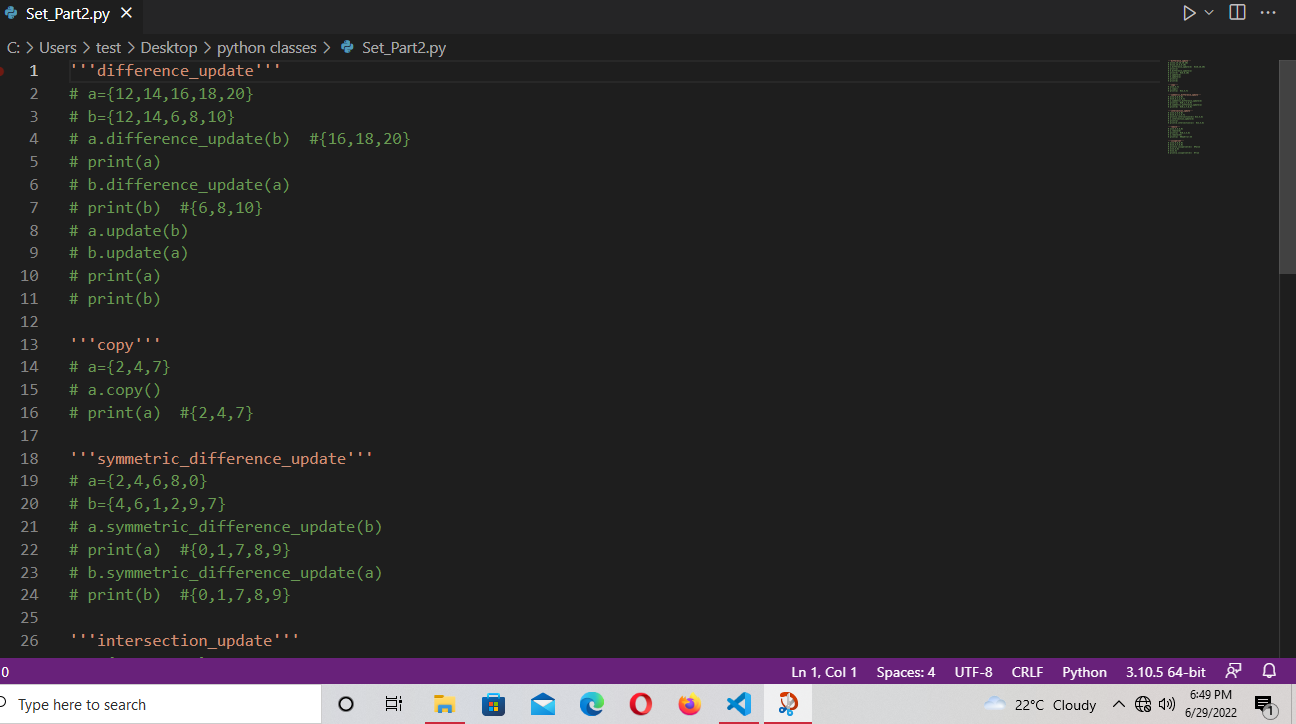 Set_Part2.py
C: > Users > test > Desktop > python classes > Set_Part2.py
1 '''difference_update'''
2 # a={12,14,16,18,20}
3 # b={12,14,6,8,10}
4 # a.difference_update(b)  #{16,18,20}
5 # print(a)
6 # b.difference_update(a)
7 # print(b)  #{6,8,10}
8 # a.update(b)
9 # b.update(a)
10 # print(a)
11 # print(b)
12
13 '''copy'''
14 # a={2,4,7}
15 # a.copy()
16 # print(a)  #{2,4,7}
17
18 '''symmetric_difference_update'''
19 # a={2,4,6,8,0}
20 # b={4,6,1,2,9,7}
21 # a.symmetric_difference_update(b)
22 # print(a)  #{0,1,7,8,9}
23 # b.symmetric_difference_update(a)
24 # print(b)  #{0,1,7,8,9}
25
26 '''intersection_update'''
0 Ln 1, Col 1 Spaces: 4 UTF-8 CRLF Python 3.10.5 64-bit
Type here to search 22°C Cloudy 6:49 PM
6/29/2022 1